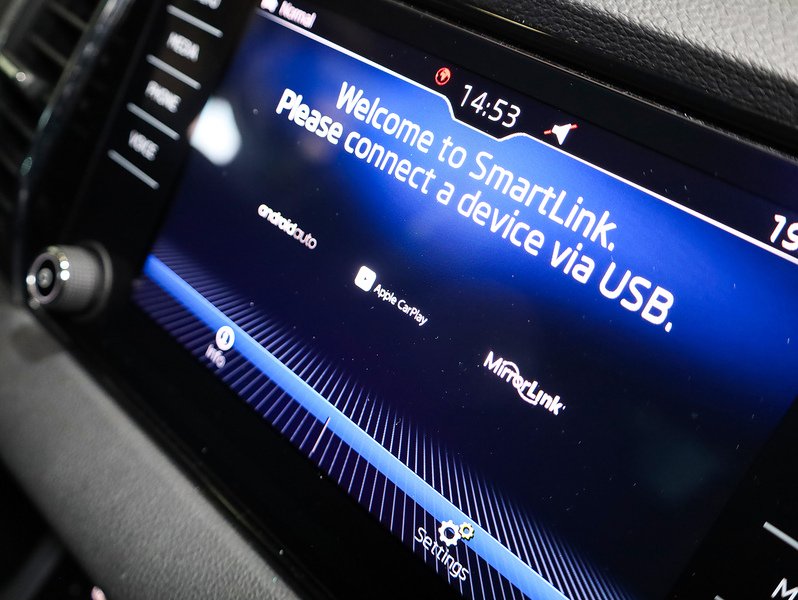 Normal
14:53
19
MEDIA
PHONE
VOICE
Welcome to SmartLink.
Please connect a device via USB.
androidauto
Apple CarPlay
MirrorLink
Info
Settings
M